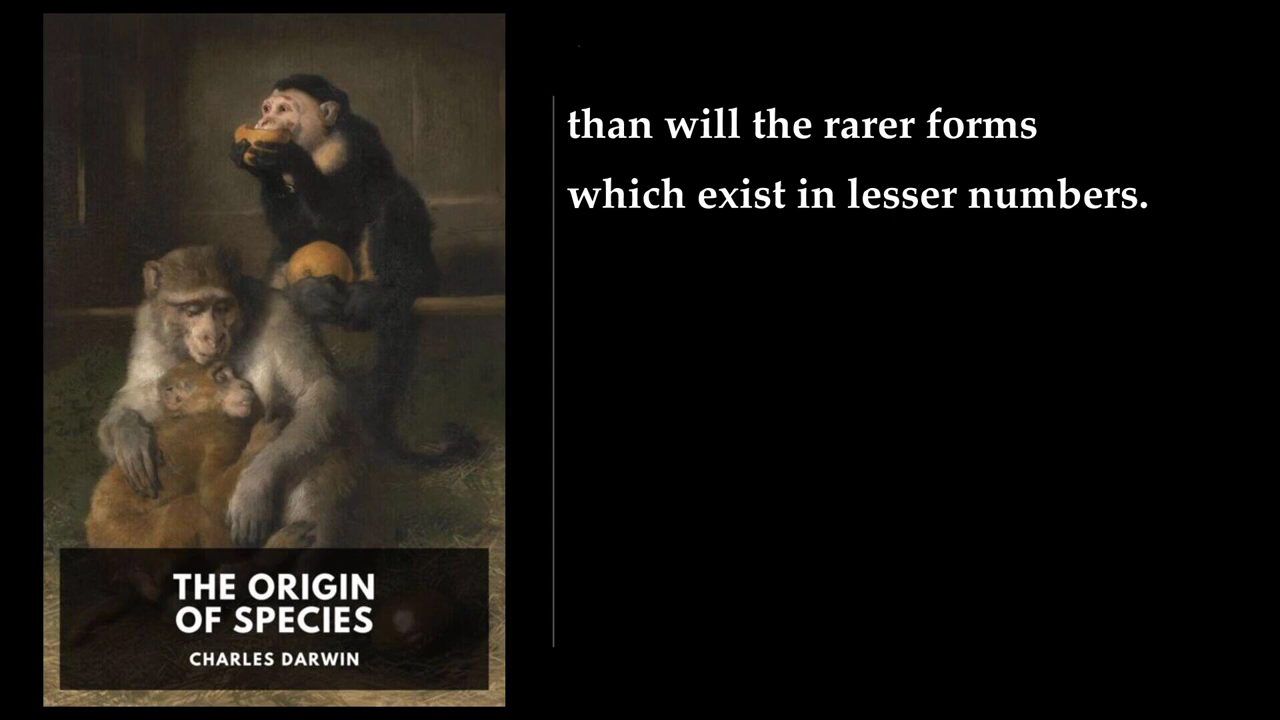 than will the rarer forms
which exist in lesser numbers.
THE ORIGIN
OF SPECIES
CHARLES DARWIN